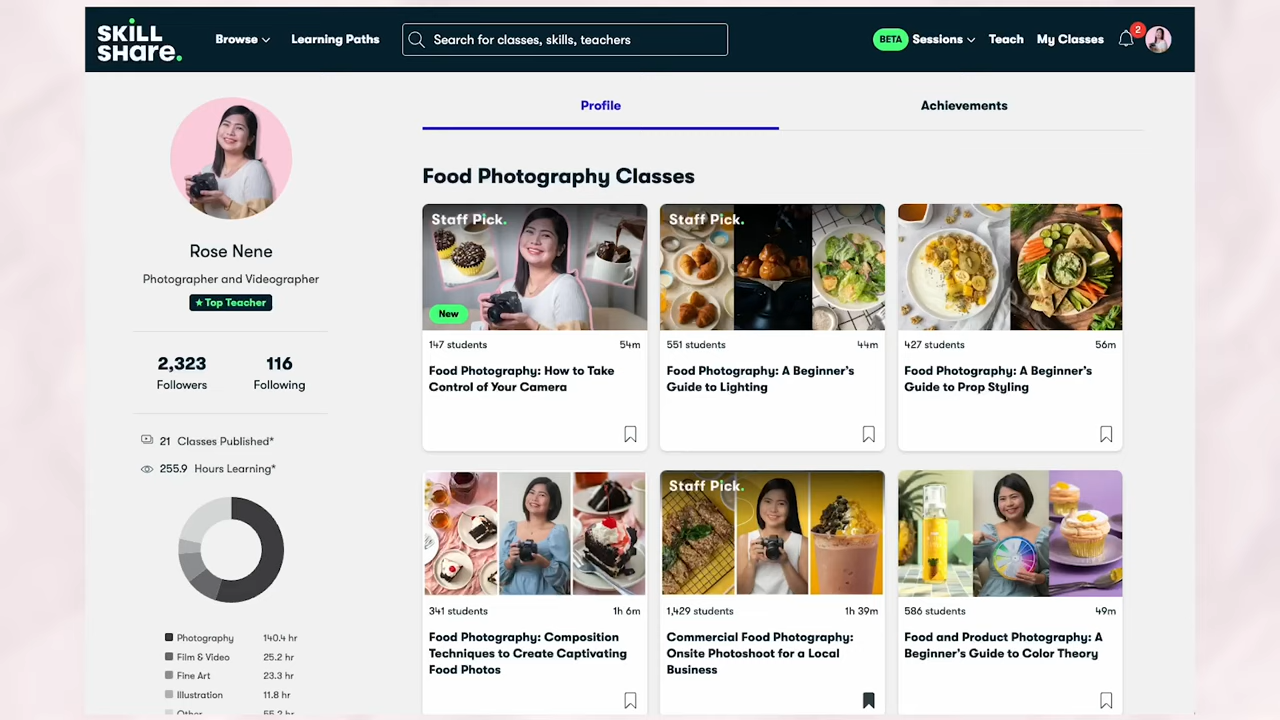 SKILL
SHARE.
Browse
Learning Paths
Search for classes, skills, teachers
BETA
Sessions
Teach
My Classes
2
Rose Nene
Photographer and Videographer
★ Top Teacher
2,323
Followers
116
Following
21 Classes Published*
255.9 Hours Learning*
Photography 140.4 hr
Film & Video 25.2 hr
Fine Art 23.3 hr
Illustration 11.8 hr
Other 55.2 hr
Profile
Achievements
Food Photography Classes
Staff Pick.
New
147 students
54m
Food Photography: How to Take
Control of Your Camera
Staff Pick.
551 students
44m
Food Photography: A Beginner's
Guide to Lighting
427 students
56m
Food Photography: A Beginner's
Guide to Prop Styling
341 students
1h 6m
Food Photography: Composition
Techniques to Create Captivating
Food Photos
Staff Pick.
1,429 students
1h 39m
Commercial Food Photography:
Onsite Photoshoot for a Local
Business
586 students
49m
Food and Product Photography: A
Beginner's Guide to Color Theory